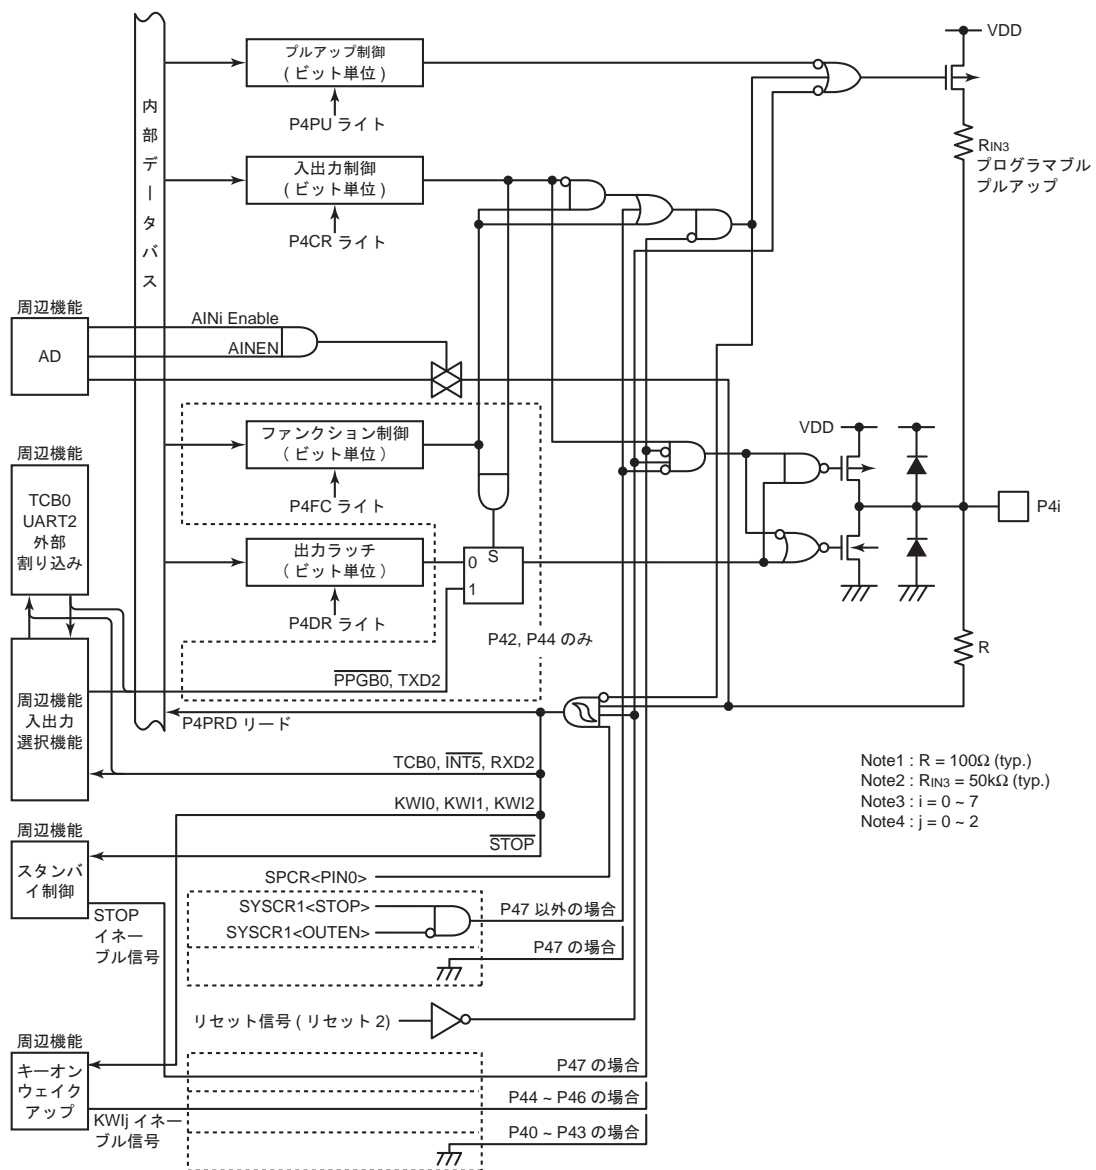 VDD
プルアップ制御
( ビット単位 )
P4PU ライト
内部データバス
RIN3
プログラマブル
プルアップ
入出力制御
(ビット単位 )
P4CR ライト
周辺機能
AD
AINi Enable
AINEN
周辺機能
TCB0
UART2
外部
割り込み
ファンクション制御
( ビット単位 )
P4FC ライト
VDD
P4i
出力ラッチ
( ビット単位 )
P4DR ライト
S
0
1
P42, P44 のみ
R
周辺機能
入出力
選択機能
PPGB0, TXD2
P4PRD リード
TCB0, INT5, RXD2
KWI0, KWI1, KWI2
STOP
Note1 : R = 100Ω (typ.)
Note2 : RIN3 = 50kΩ (typ.)
Note3 : i = 0 ~ 7
Note4 : j = 0 ~ 2
周辺機能
スタンバ
イ制御
STOP
イネー
ブル信号
SPCR<PIN0>
SYSCR1<STOP>
SYSCR1<OUTEN>
P47 以外の場合
P47 の場合
リセット信号 ( リセット 2)
周辺機能
キーオン
ウェイク
アップ
KWIj イネー
ブル信号
P47 の場合
P44 ~ P46 の場合
P40 ~ P43 の場合